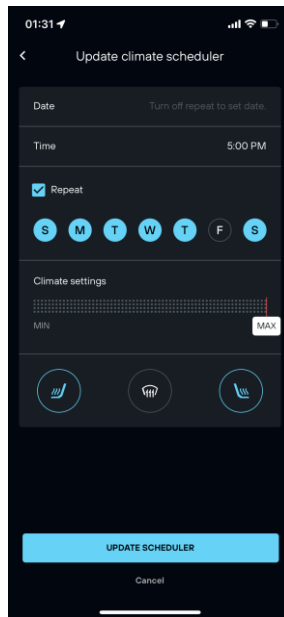 01:31
Update climate scheduler
Date Turn off repeat to set date.
Time 5:00 PM
Repeat
S M T W T F S
Climate settings
MIN MAX
UPDATE SCHEDULER
Cancel